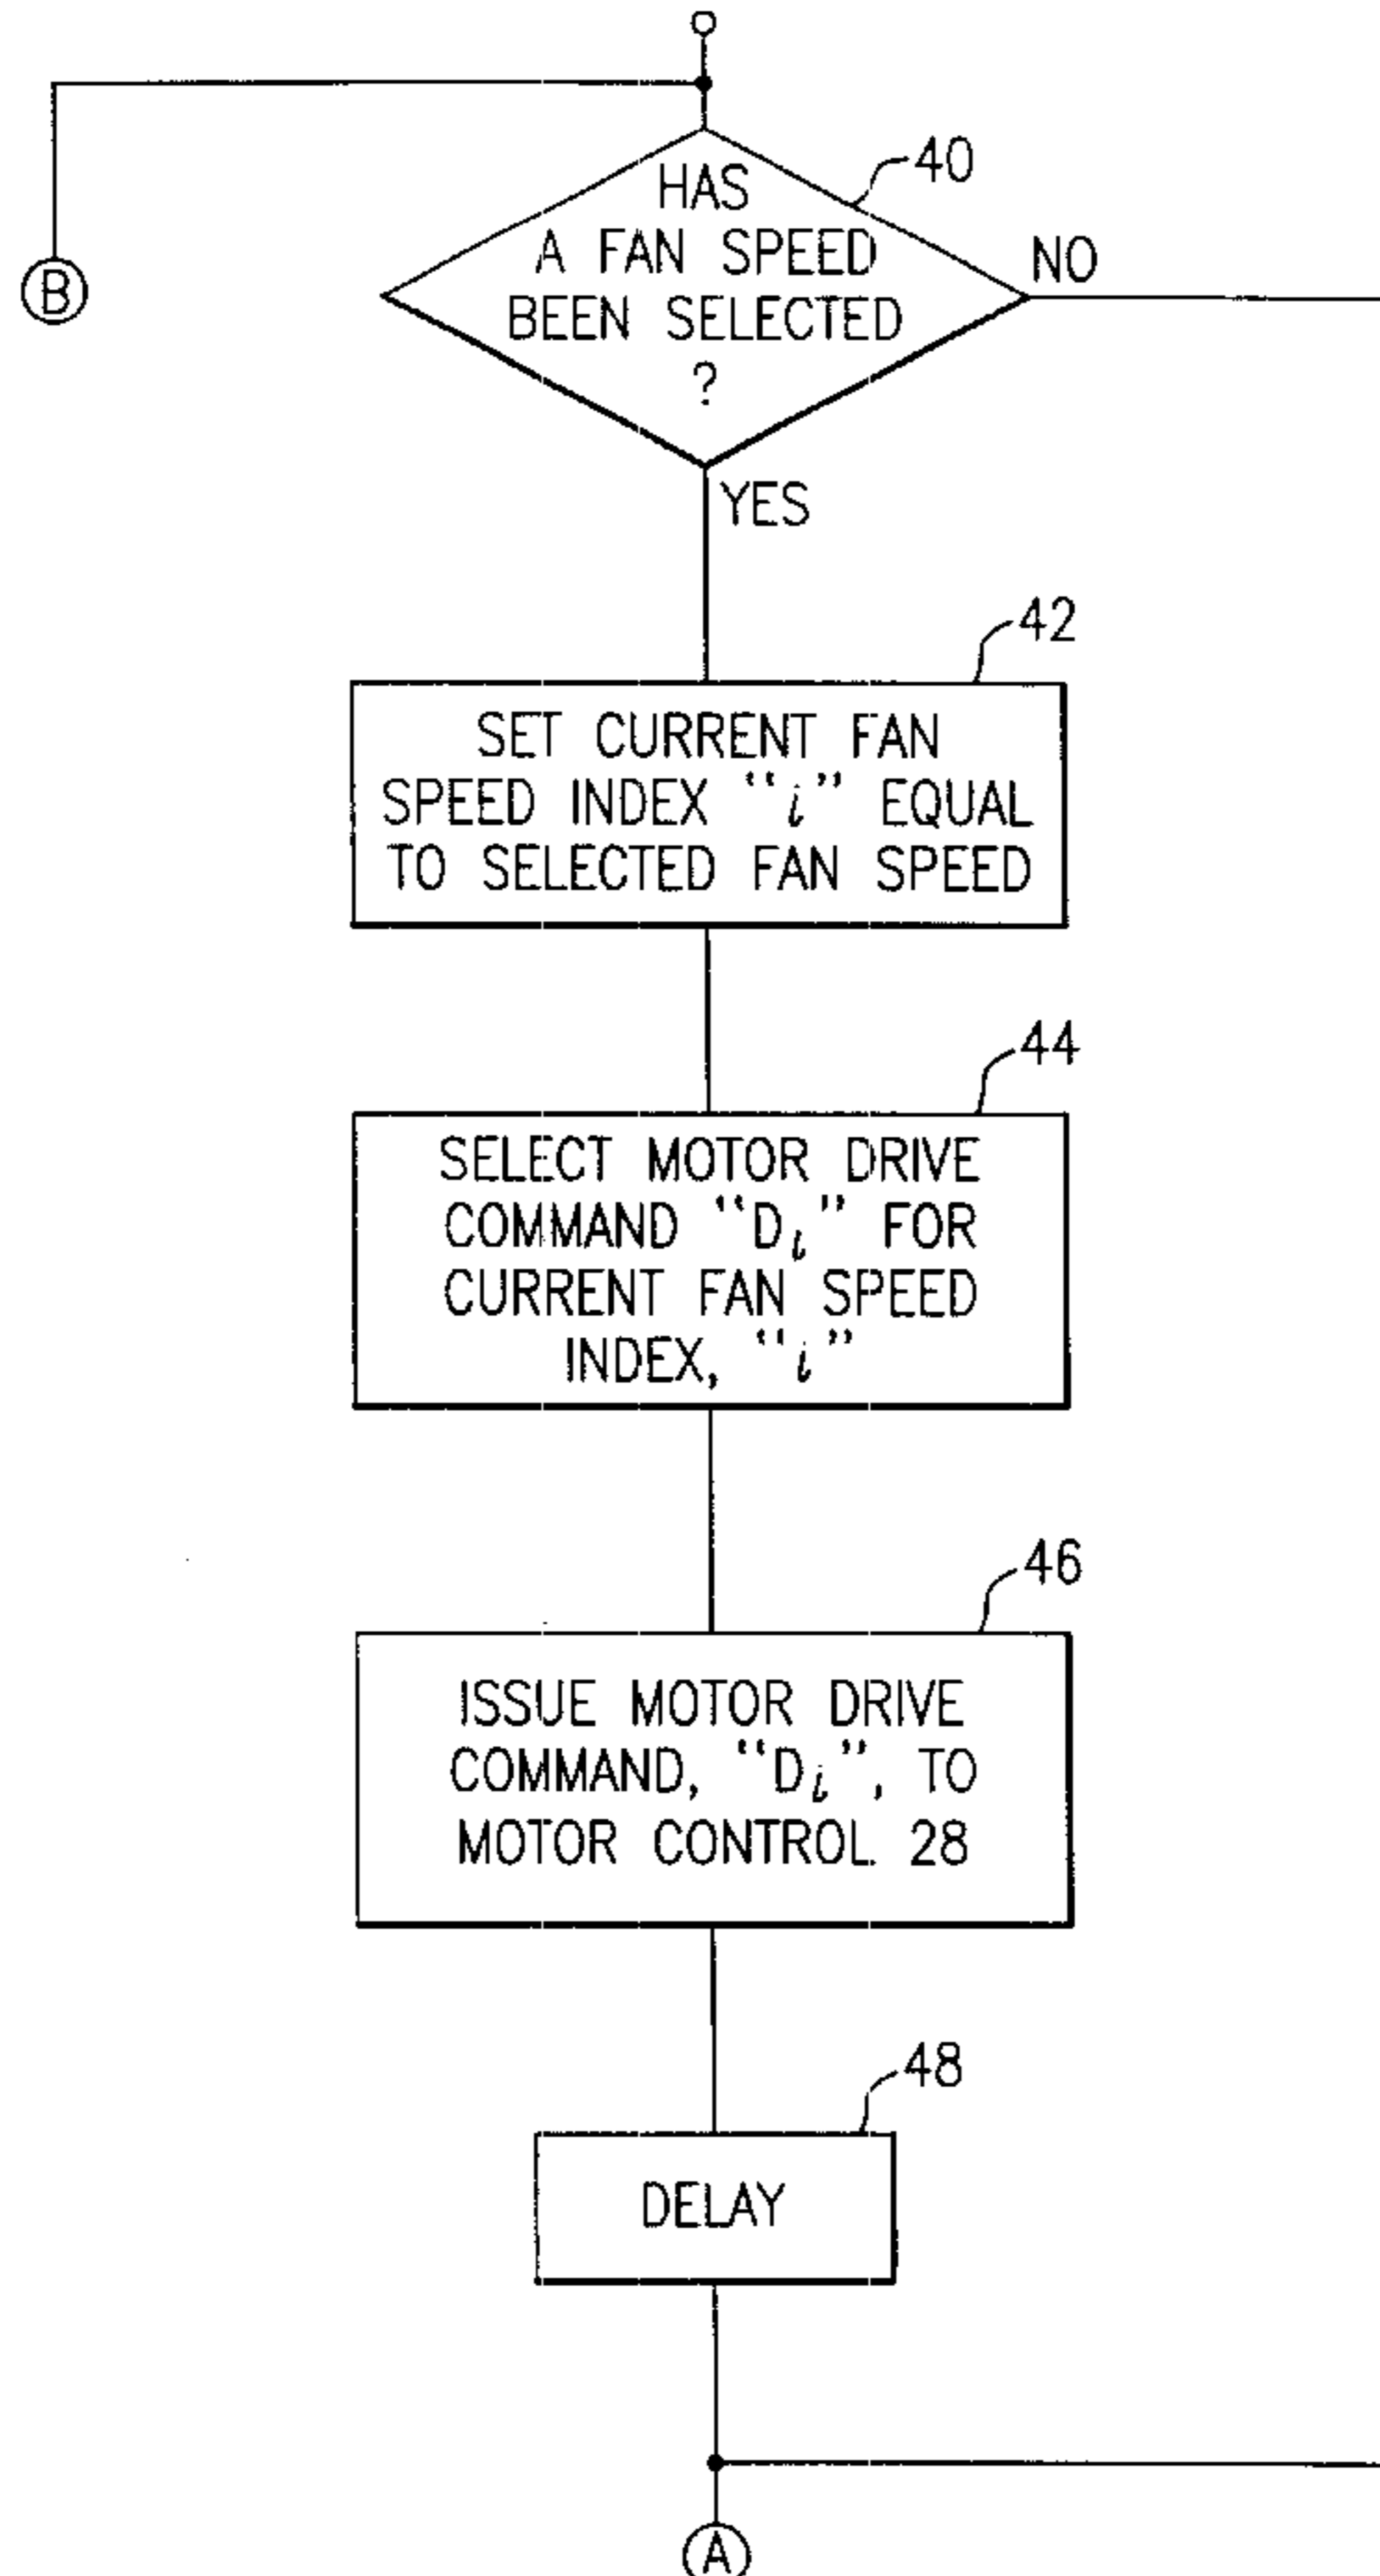 40
HAS
A FAN SPEED
BEEN SELECTED
?
NO
B
YES
42
SET CURRENT FAN
SPEED INDEX "i" EQUAL
TO SELECTED FAN SPEED
44
SELECT MOTOR DRIVE
COMMAND "Di" FOR
CURRENT FAN SPEED
INDEX, "i"
46
ISSUE MOTOR DRIVE
COMMAND, "Di", TO
MOTOR CONTROL 28
48
DELAY
A